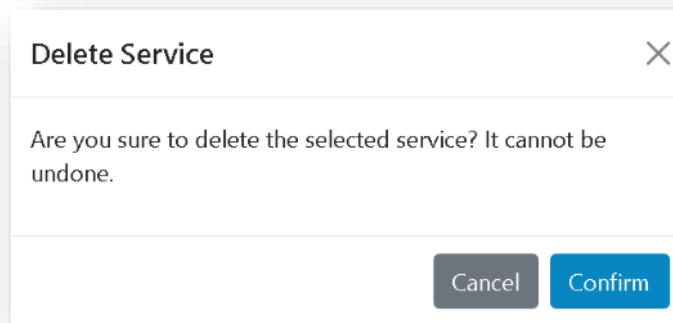 Delete Service
Are you sure to delete the selected service? It cannot be
undone.
Cancel Confirm